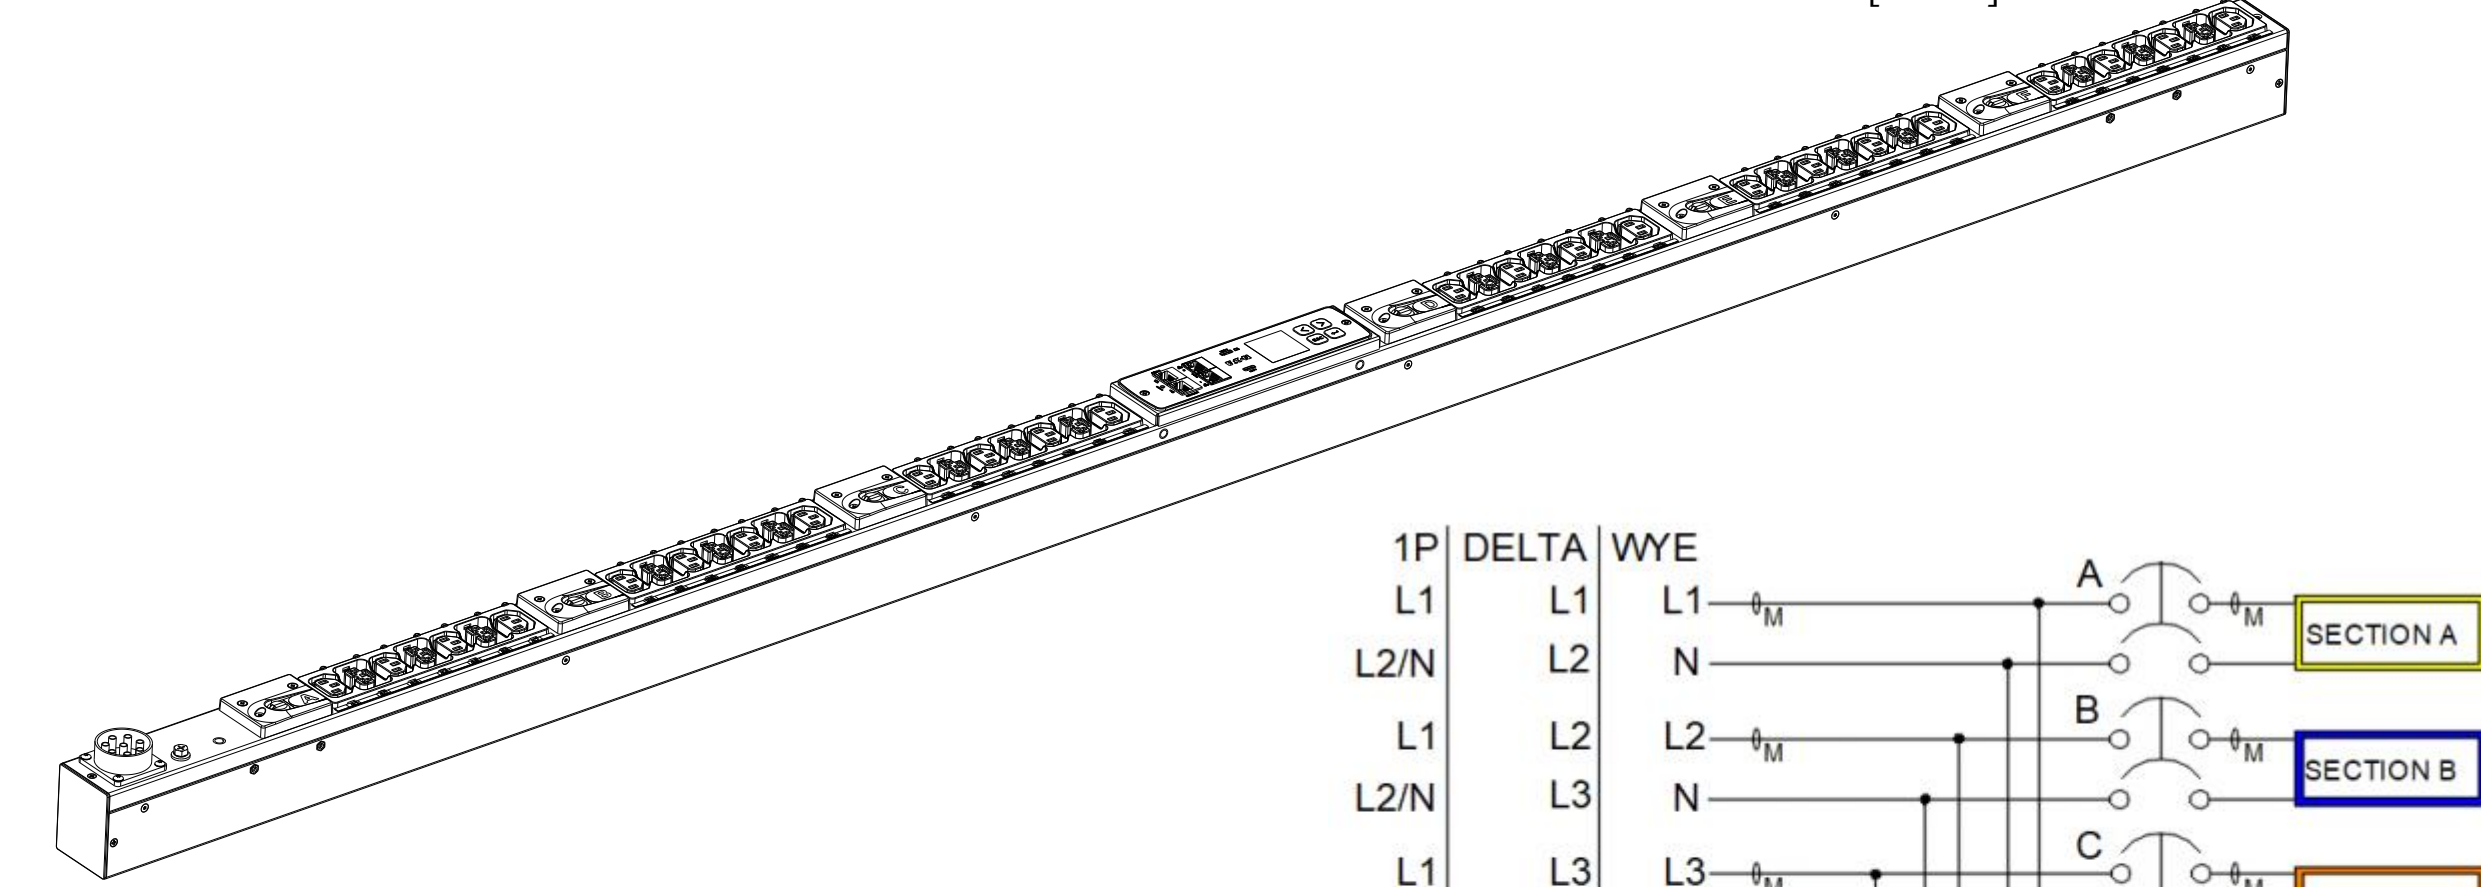 F
E
D
C
B
A
1P DELTA WYE
L1 L1 L1 M A M
SECTION A
L2/N L2 N
L1 L2 L2 M B M
SECTION B
L2/N L3 N
L1 L3 L3 M C M